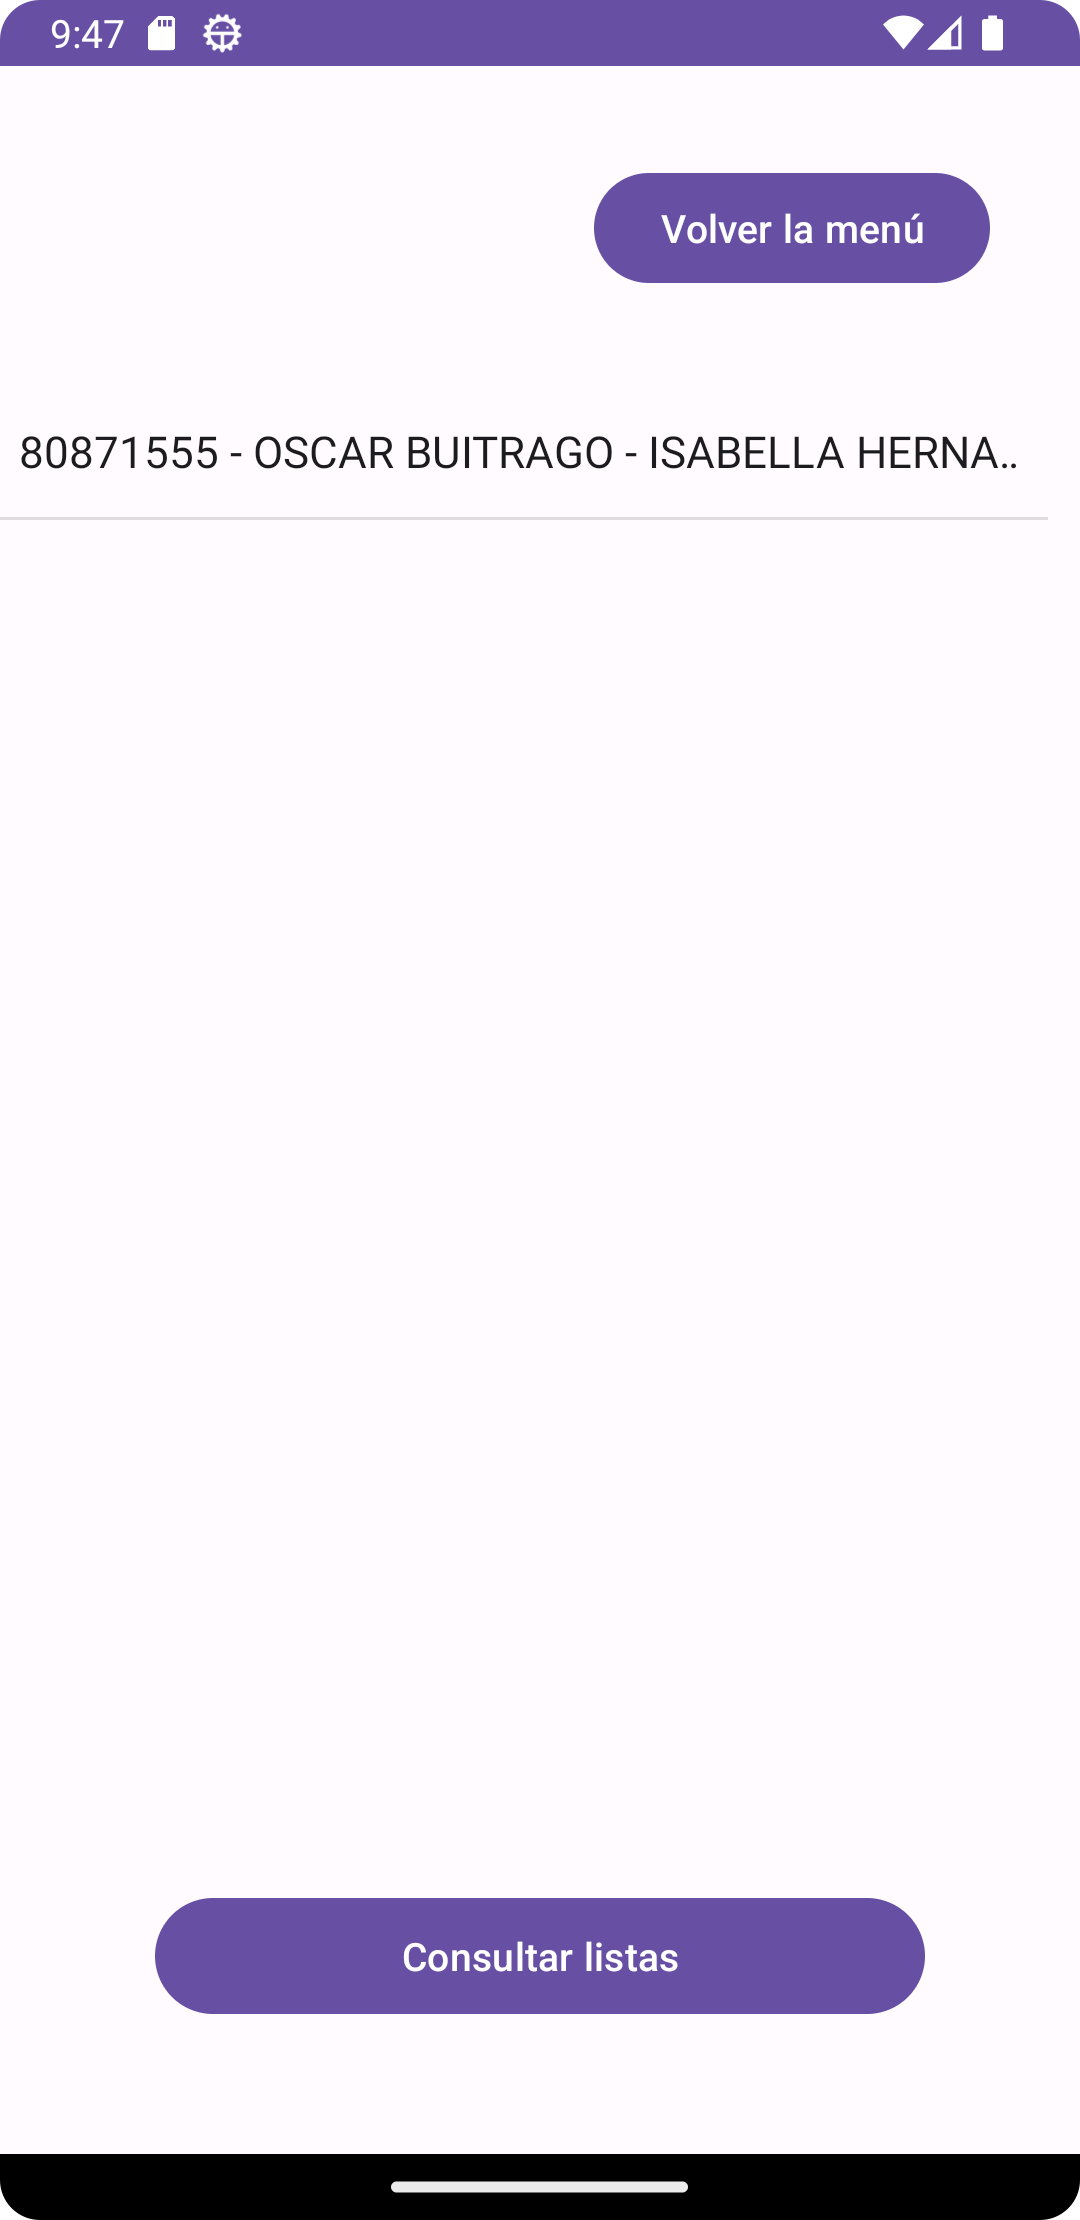 9:47
Volver la menú
80871555 - OSCAR BUITRAGO - ISABELLA HERNA..
Consultar listas